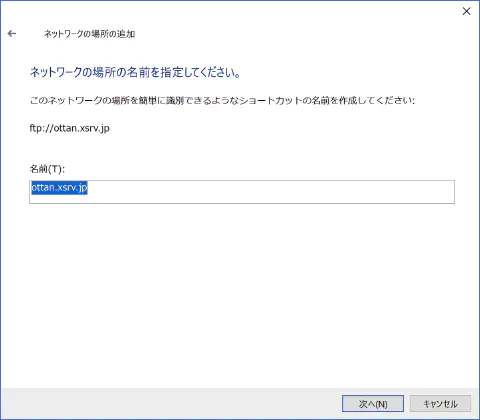 ネットワークの場所の追加
ネットワークの場所の名前を指定してください。
このネットワークの場所を簡単に識別できるようなショートカットの名前を作成してください:
ftp://ottan.xsrv.jp
名前(T):
ottan.xsrv.jp
次へ(N)
キャンセル